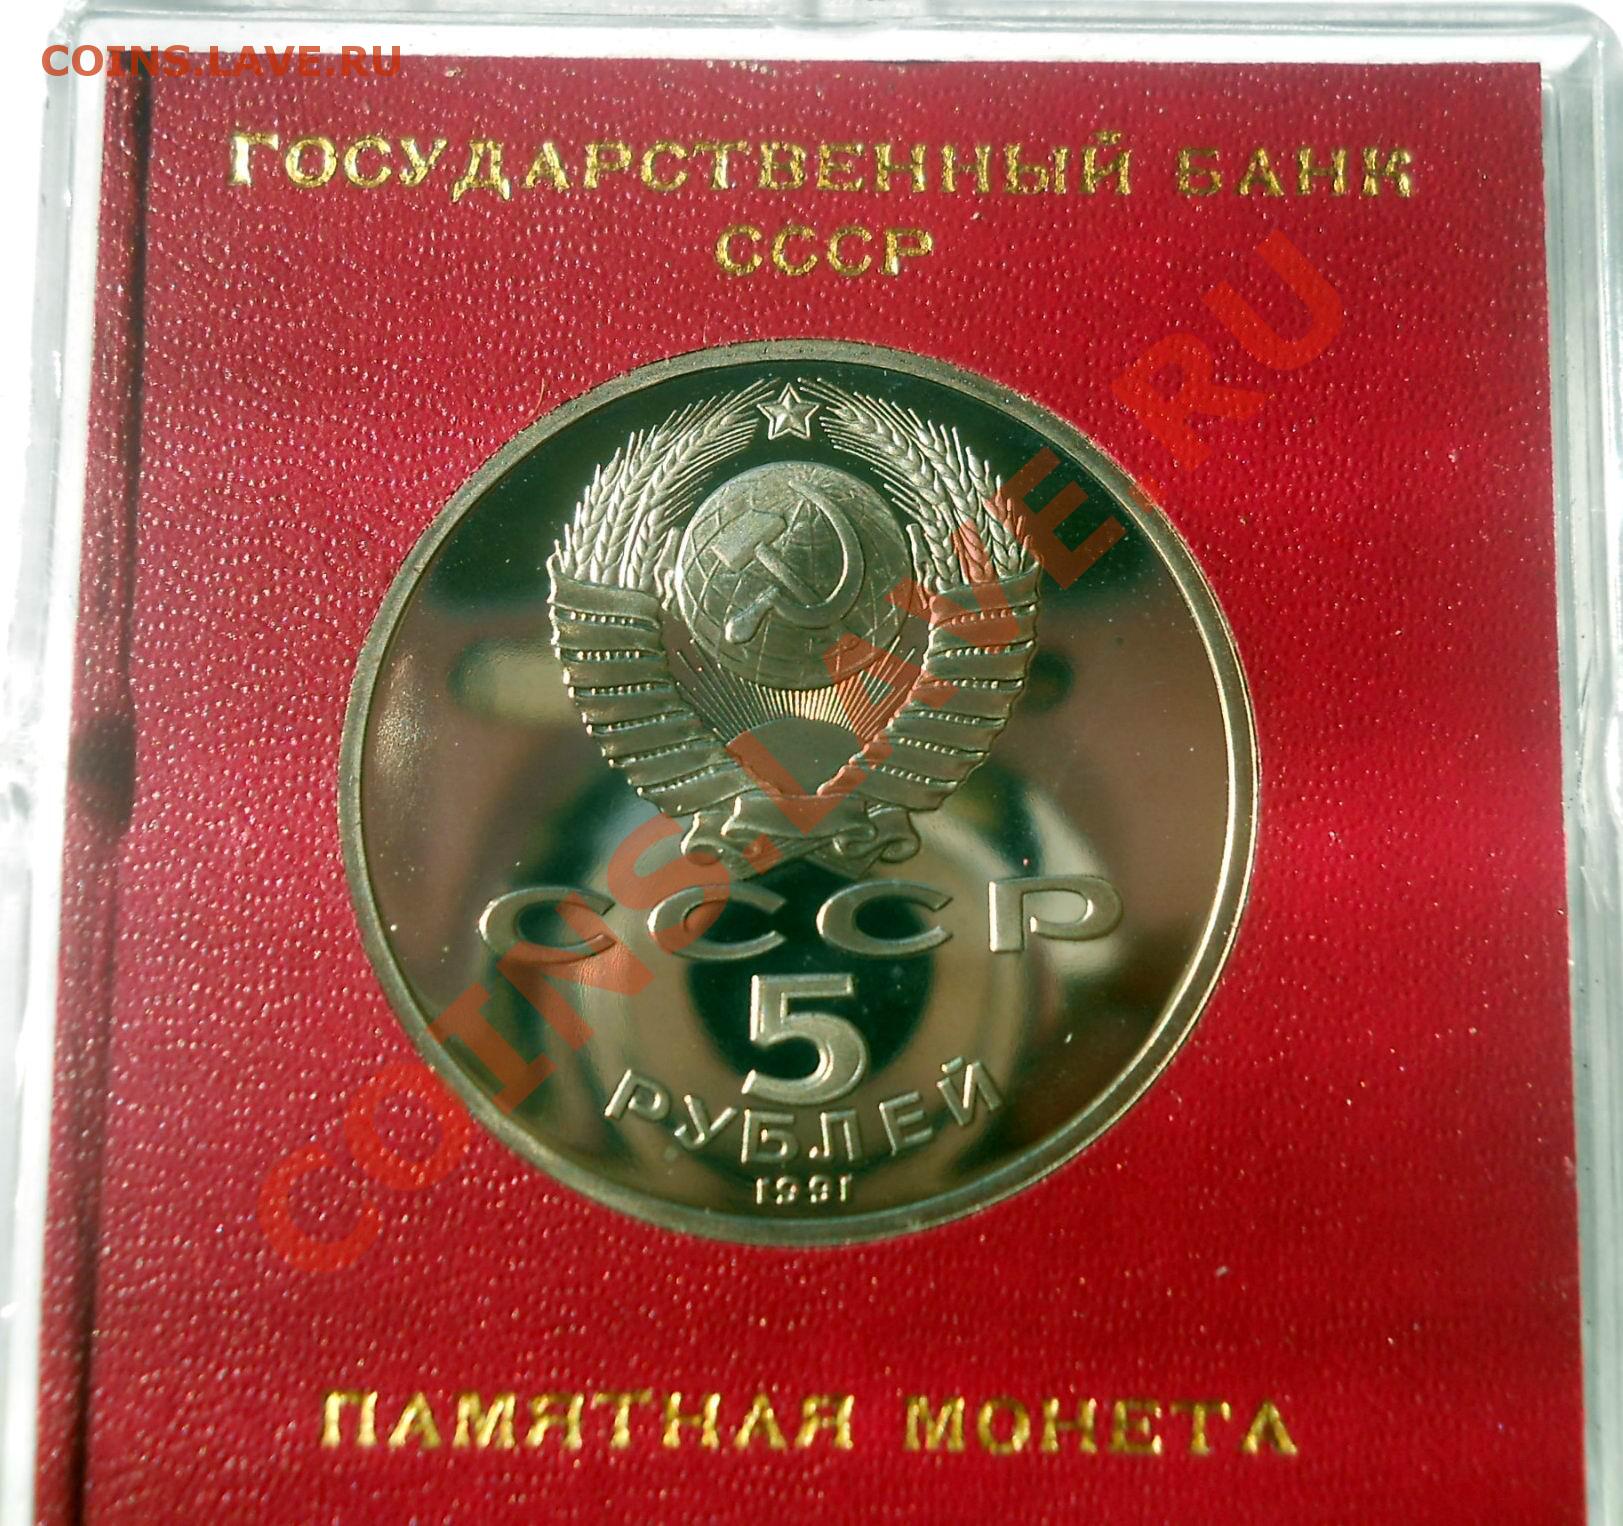 COINS.LAVE.RU
ГОСУДАРСТВЕННЫЙ БАНК
СССР
СССР
5
РУБЛЕЙ
1991
COINS.LAVE.RU
ПАМЯТНАЯ МОНЕТА